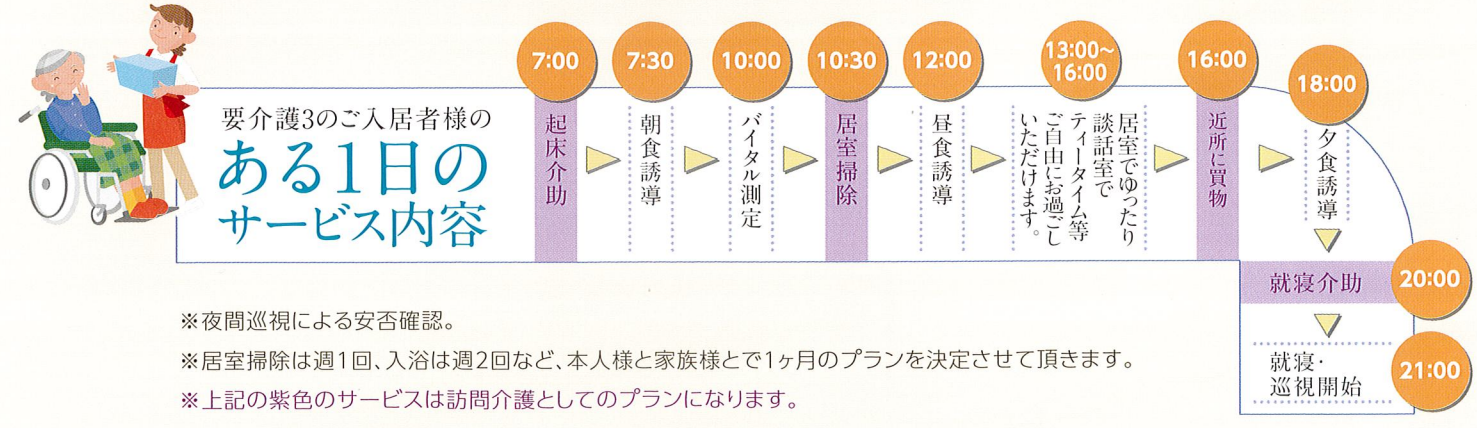 要介護3のご入居者様の
ある1日の
サービス内容
7:00
起床介助
7:30
朝食誘導
10:00
バイタル測定
10:30
居室掃除
12:00
昼食誘導
13:00~
16:00
居室でゆったり
談話室で
ティータイム等
ご自由にお過ごし
いただけます。
16:00
近所に買物
18:00
夕食誘導
就寝介助
20:00
就寝・
巡視開始
21:00
※夜間巡視による安否確認。
※居室掃除は週1回、入浴は週2回など、本人様と家族様とで1ヶ月のプランを決定させて頂きます。
※上記の紫色のサービスは訪問介護としてのプランになります。